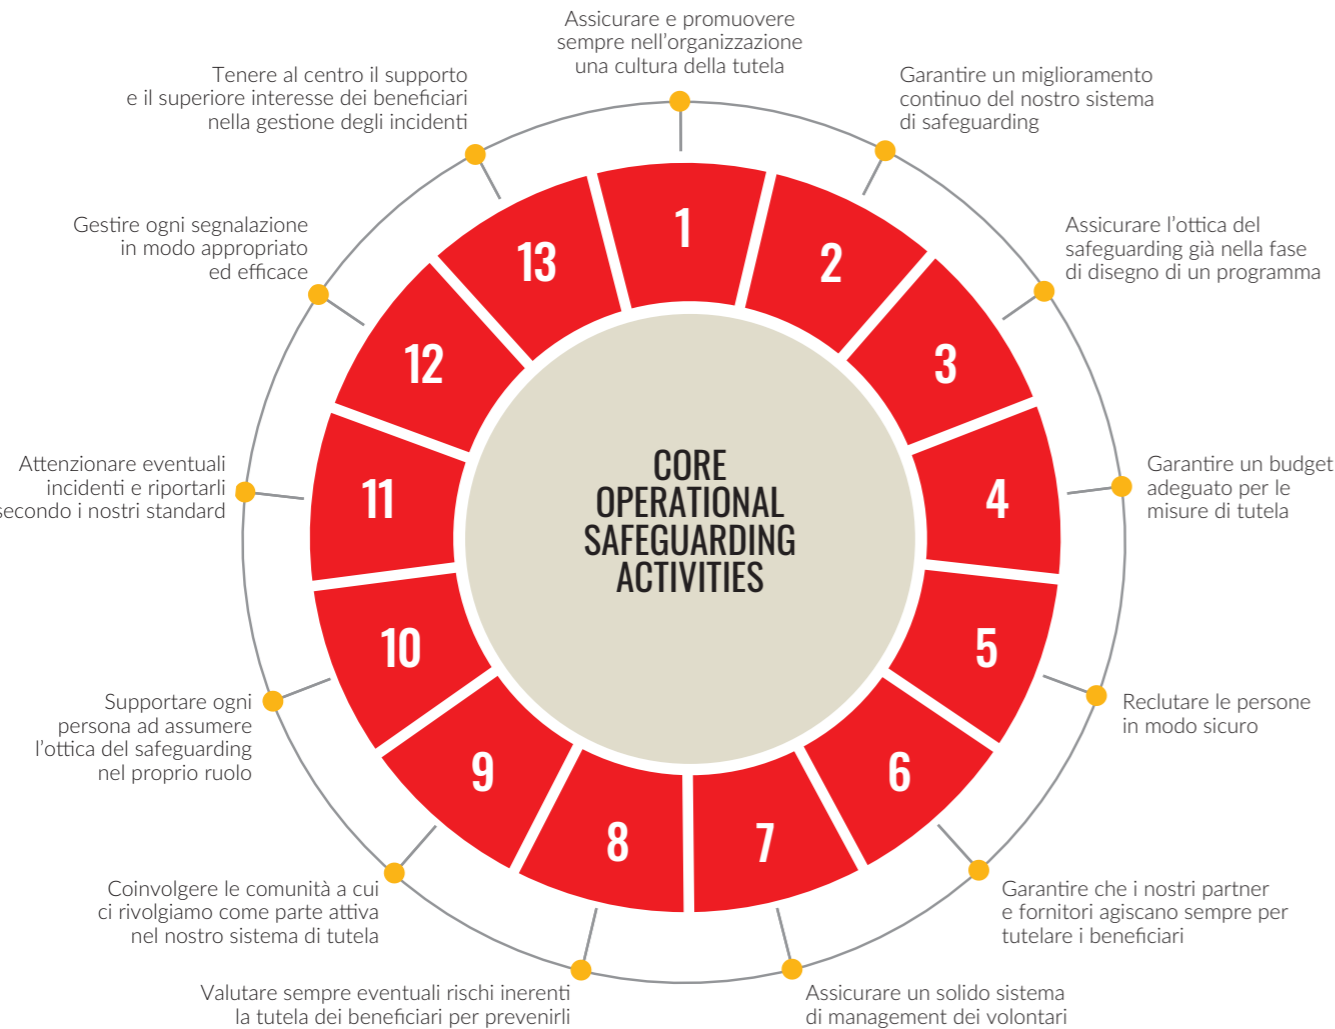 Assicurare e promuovere
sempre nell'organizzazione
una cultura della tutela
Garantire un miglioramento
continuo del nostro sistema
di safeguarding
Assicurare l'ottica del
safeguarding già nella fase
di disegno di un programma
Garantire un budget
adeguato per le
misure di tutela
Reclutare le persone
in modo sicuro
Garantire che i nostri partner
e fornitori agiscano sempre per
tutelare i beneficiari
Assicurare un solido sistema
di management dei volontari
Valutare sempre eventuali rischi inerenti
la tutela dei beneficiari per prevenirli
Coinvolgere le comunità a cui
ci rivolgiamo come parte attiva
nel nostro sistema di tutela
Supportare ogni
persona ad assumere
l'ottica del safeguarding
nel proprio ruolo
Attenzionare eventuali
incidenti e riportarli
secondo i nostri standard
Gestire ogni segnalazione
in modo appropriato
ed efficace
Tenere al centro il supporto
e il superiore interesse dei beneficiari
nella gestione degli incidenti
1
2
3
4
5
6
7
8
9
10
11
12
13
CORE
OPERATIONAL
SAFEGUARDING
ACTIVITIES